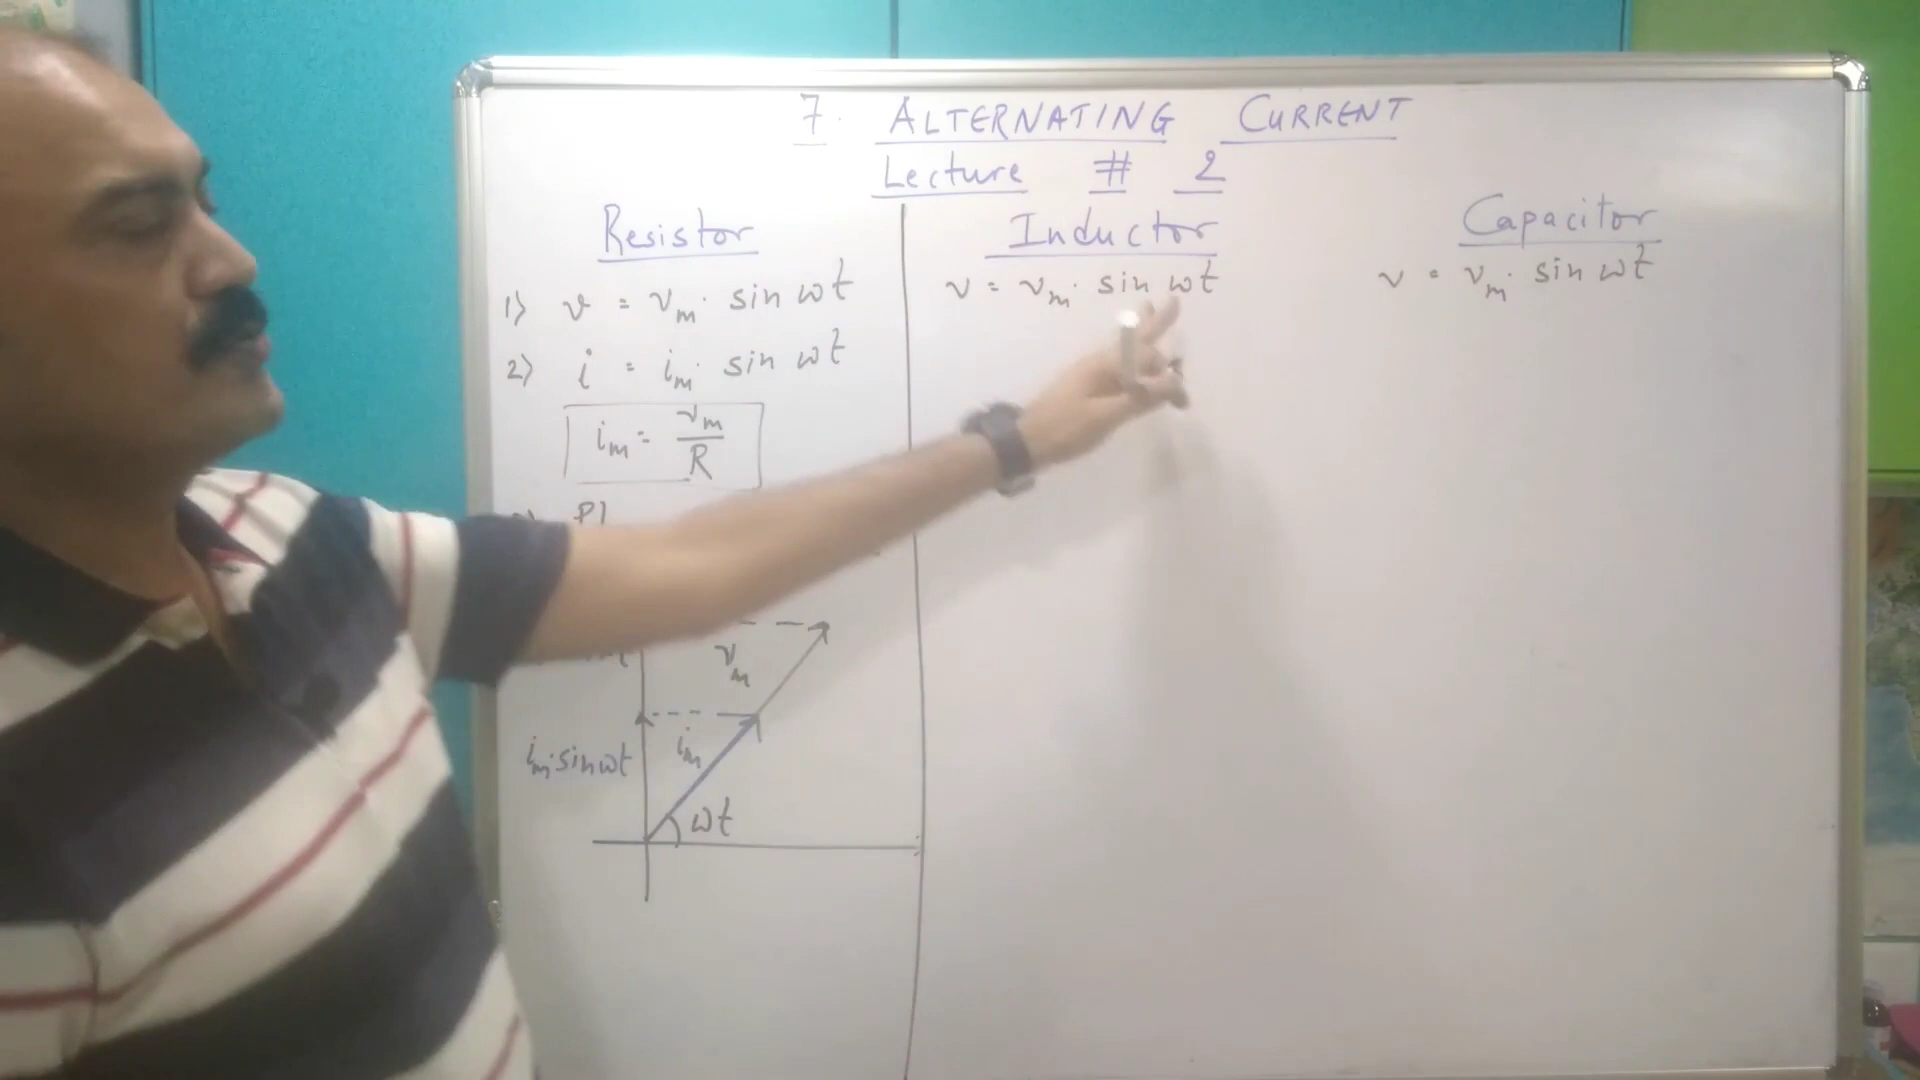 7. ALTERNATING CURRENT
Lecture # 2
Resistor
1) v = vm. sin ωt
2) i = im. sin ωt
im = vm/R
vm
im
im.sinωt
ωt
Inductor
v = vm. sin ωt
Capacitor
v = vm. sin ωt